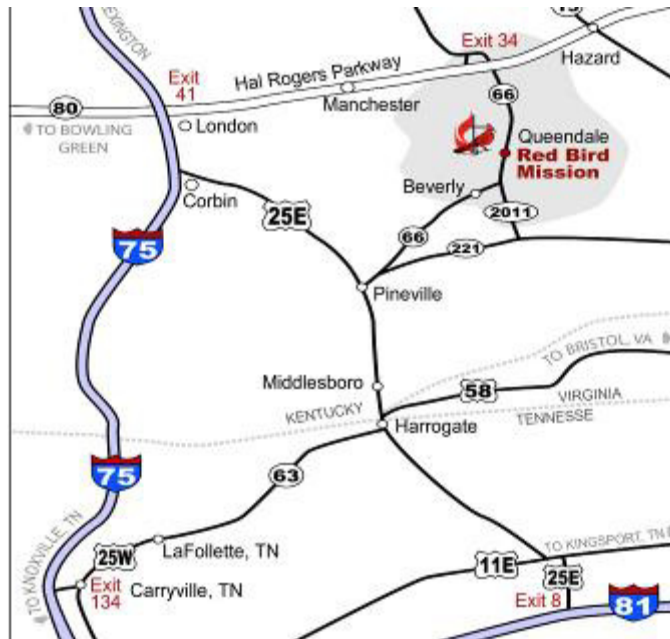 EXINGTON
Exit 34
Hazard
Exit
41
Hal Rogers Parkway
66
80
Manchester
TO BOWLING
GREEN
London
Queendale
Red Bird
Mission
Beverly
Corbin
2011
25E
66
221
75
Pineville
TO BRISTOL, VA
Middlesboro
58
VIRGINIA
KENTUCKY
TENNESSE
Harrogate
75
63
TO KNOXVILLE, TN
25W
LaFollette, TN
TO KINGSPORT, TN
11E
25E
Exit
134
Carryville, TN
Exit 8
81